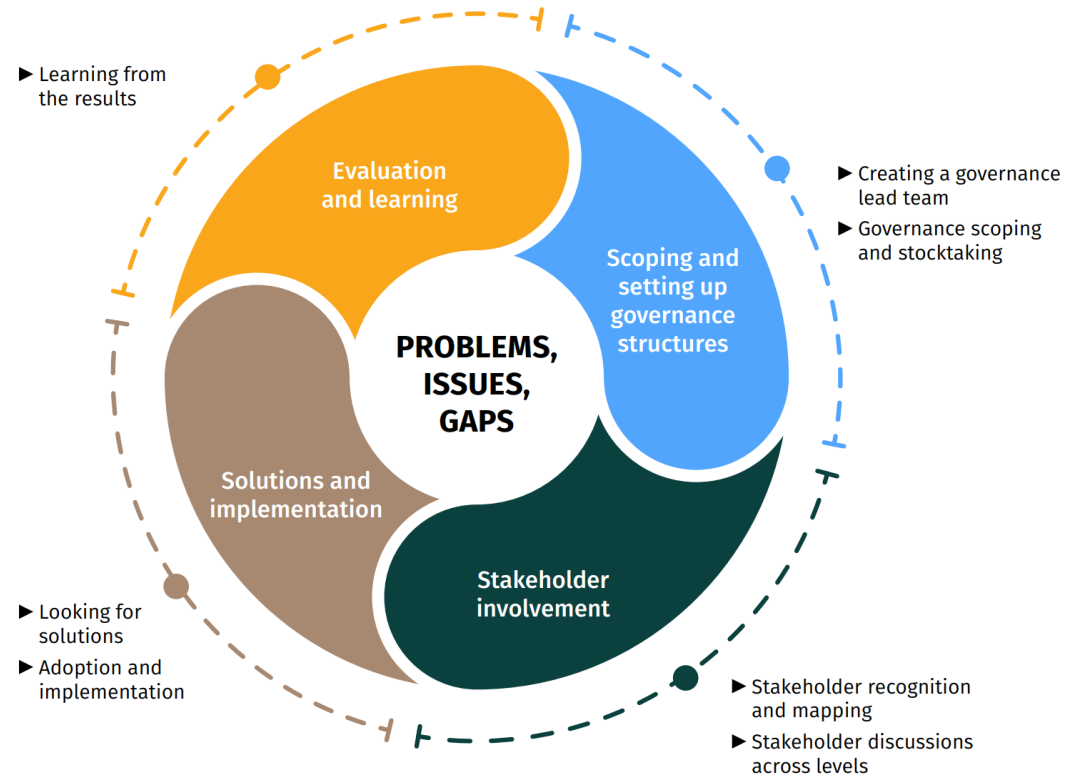 ► Learning from
the results
Evaluation
and learning
► Creating a governance
lead team
► Governance scoping
and stocktaking
Scoping and
setting up
governance
structures
PROBLEMS,
ISSUES,
GAPS
Solutions and
implementation
Stakeholder
involvement
► Looking for
solutions
► Adoption and
implementation
► Stakeholder recognition
and mapping
► Stakeholder discussions
across levels